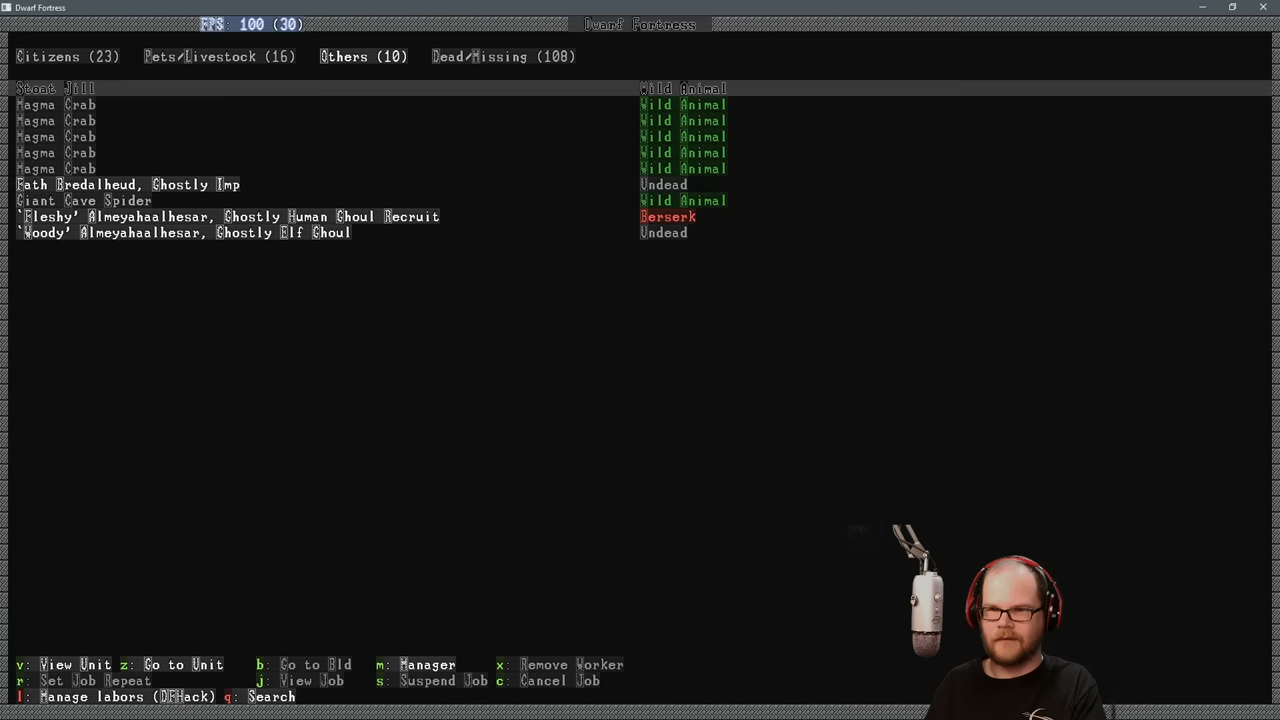 Dwarf Fortress
FPS: 100 (30) Dwarf Fortress
Citizens (23) Pets/Livestock (16) Others (10) Dead/Missing (108)
Stoat Jill Wild Animal
Magma Crab Wild Animal
Magma Crab Wild Animal
Magma Crab Wild Animal
Magma Crab Wild Animal
Magma Crab Wild Animal
Fath Bredalheud, Ghostly Imp Undead
Giant Cave Spider Wild Animal
`Fleshy' Almeyahaalhesar, Ghostly Human Ghoul Recruit Berserk
`Woody' Almeyahaalhesar, Ghostly Elf Ghoul Undead
v: View Unit z: Go to Unit b: Go to Bld m: Manager x: Remove Worker
r: Set Job Repeat j: View Job s: Suspend Job c: Cancel Job
l: Manage labors (DFHack) q: Search